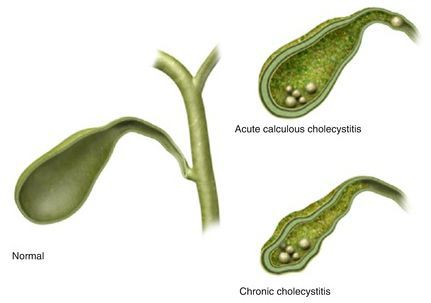 Acute calculous cholecystitis
Normal
Chronic cholecystitis